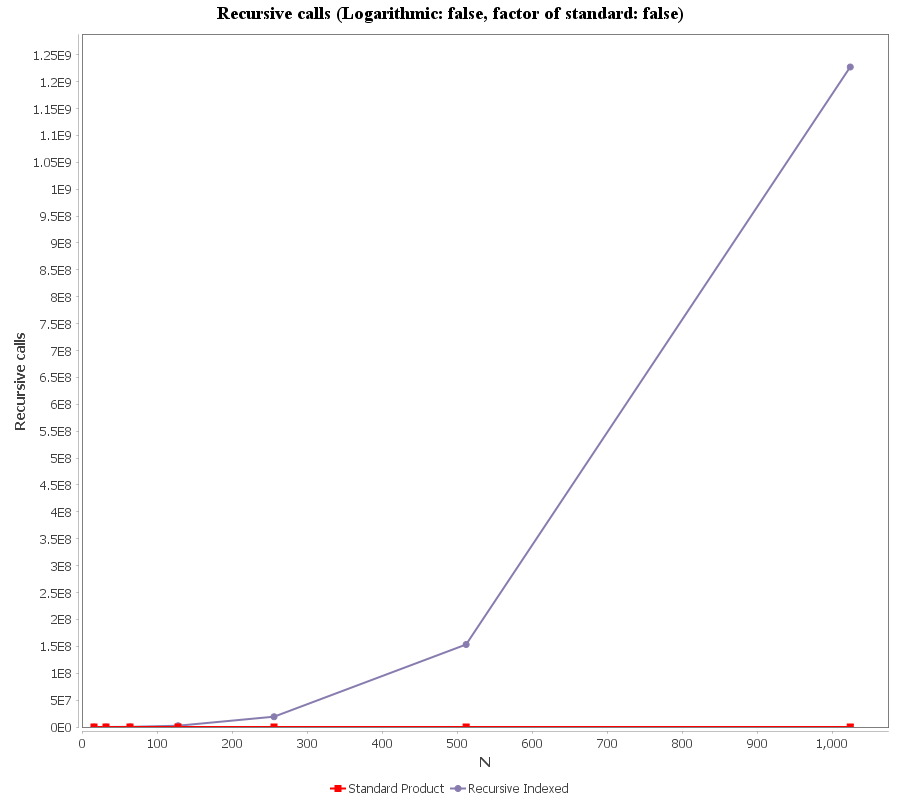 Recursive calls (Logarithmic: false, factor of standard: false)
1.25E9
1.2E9
1.15E9
1.1E9
1.05E9
1E9
9.5E8
9E8
8.5E8
8E8
7.5E8
7E8
6.5E8
6E8
5.5E8
5E8
4.5E8
4E8
3.5E8
3E8
2.5E8
2E8
1.5E8
1E8
5E7
0E0
Recursive calls
0 100 200 300 400 500 600 700 800 900 1,000
N
Standard Product Recursive Indexed